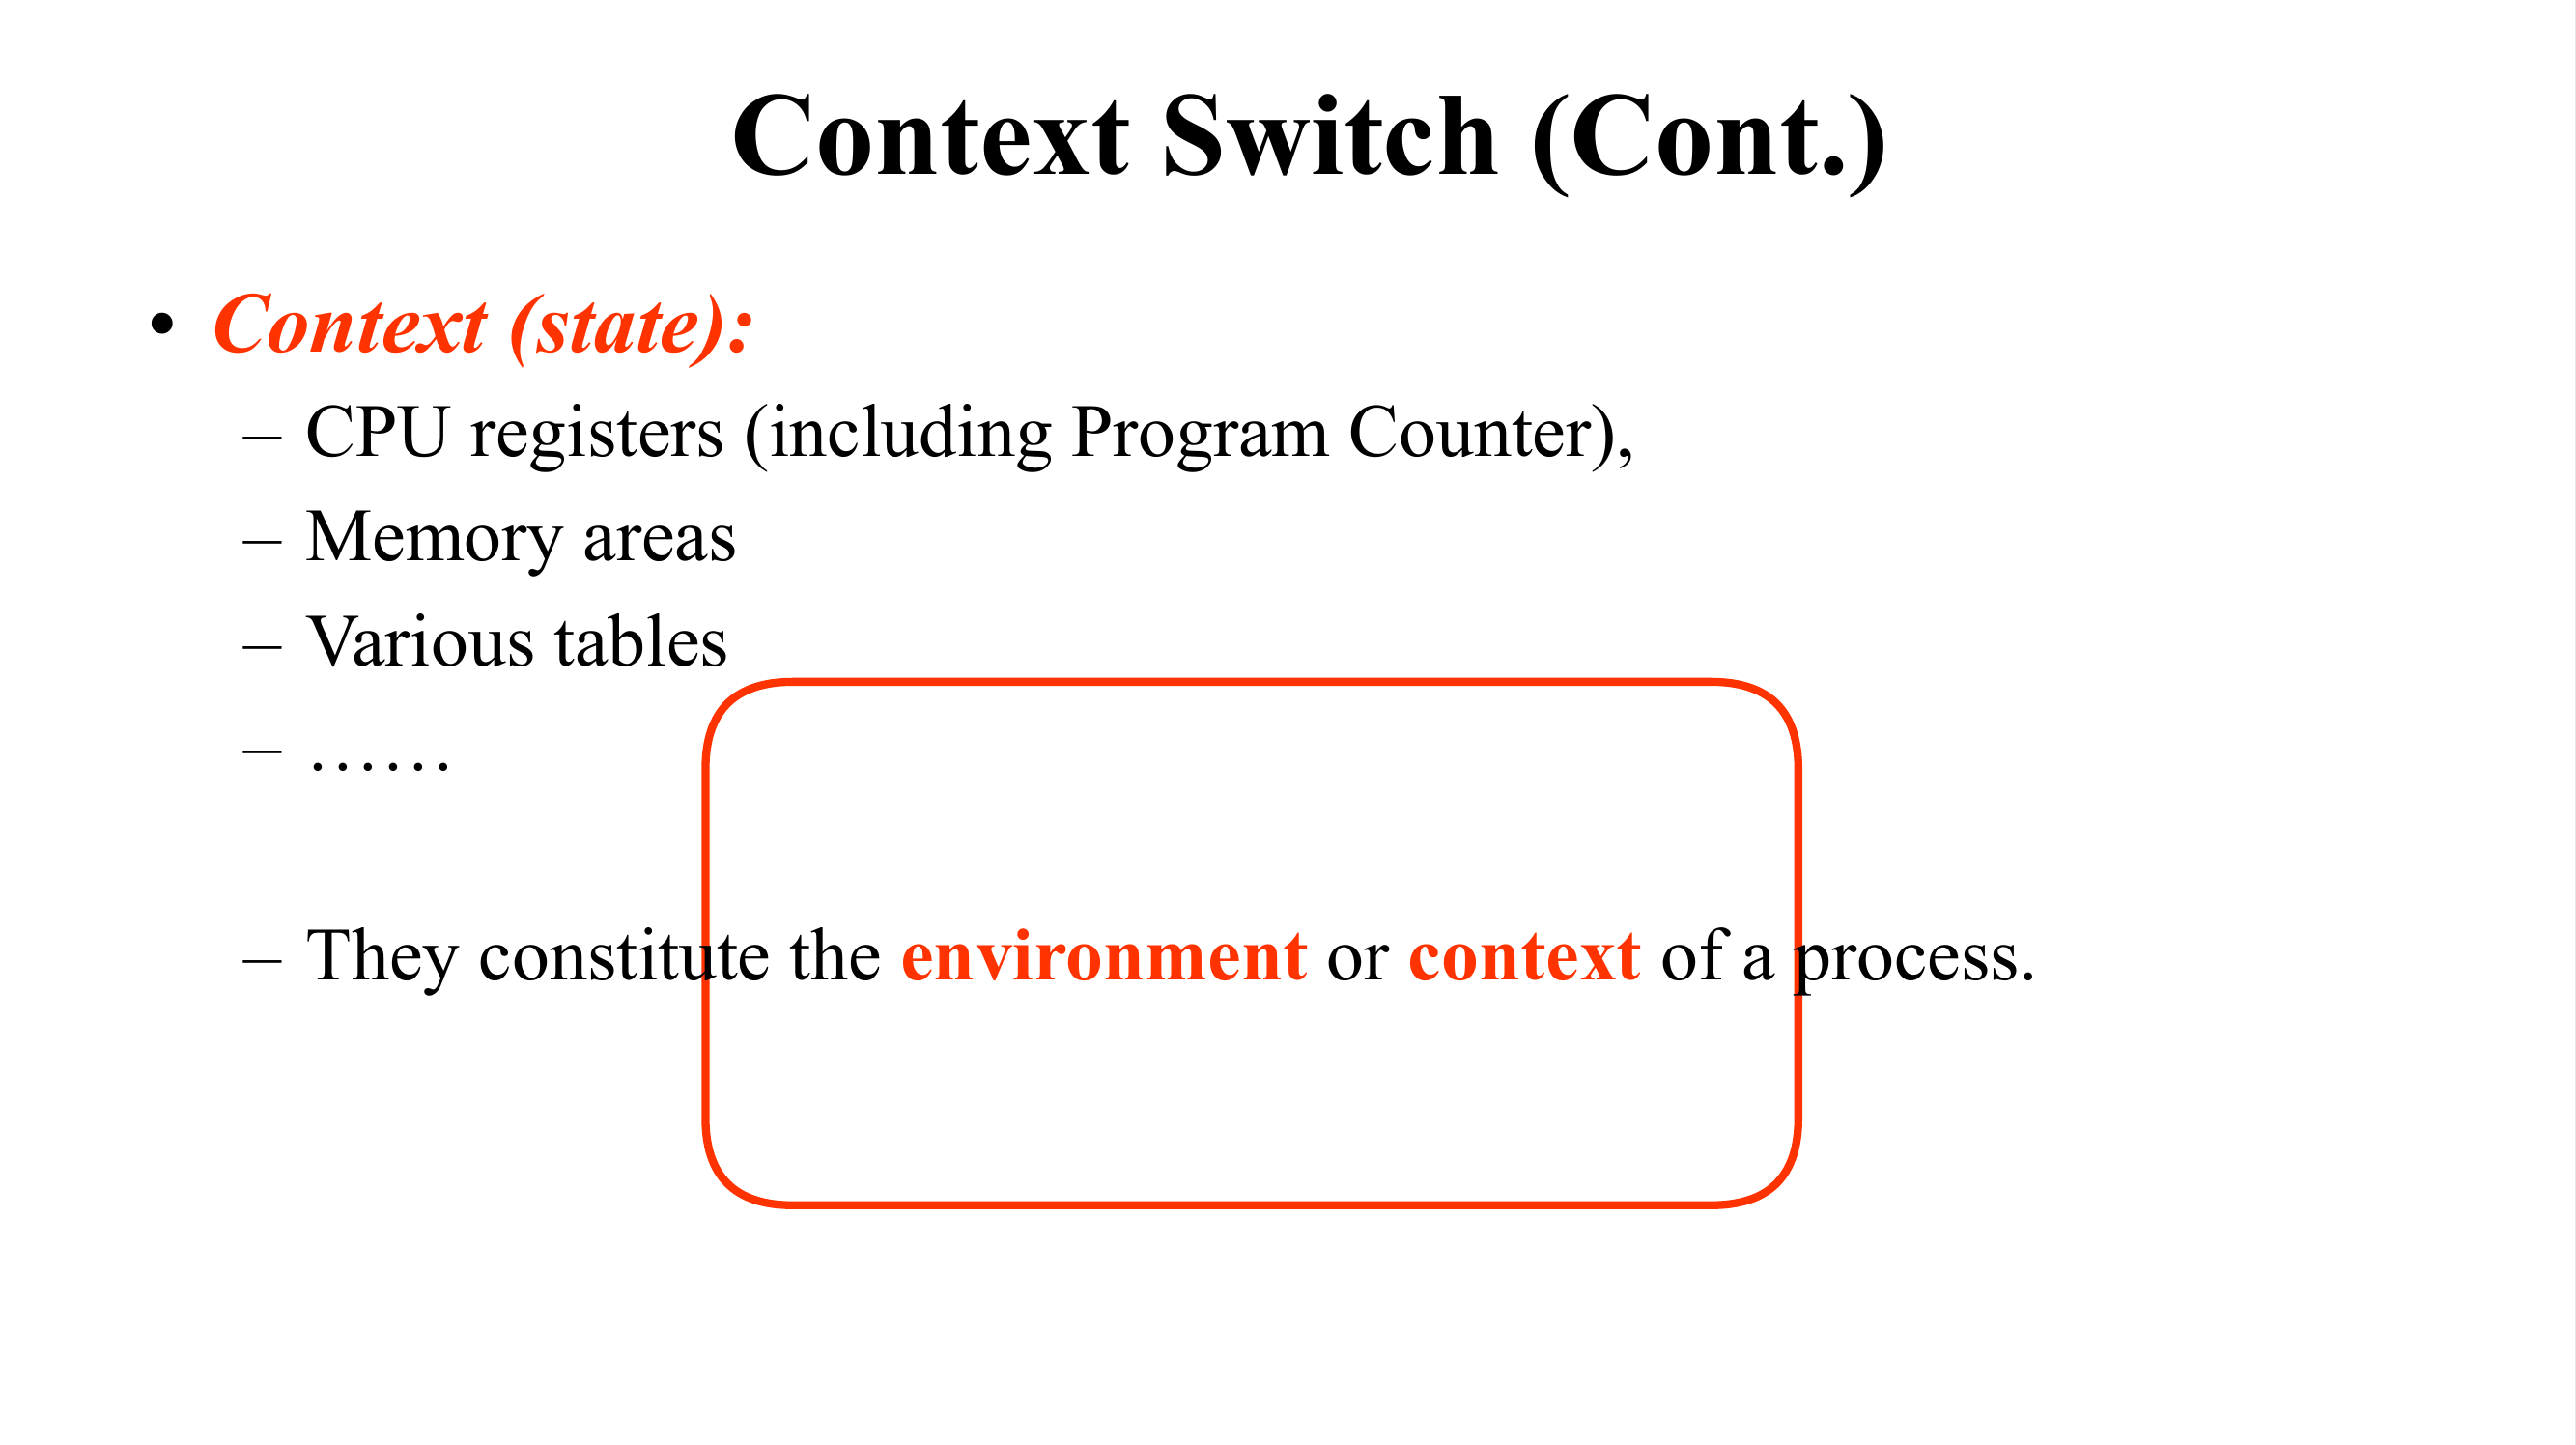 Context Switch (Cont.)
• Context (state):
– CPU registers (including Program Counter),
– Memory areas
– Various tables
– ……
– They constitute the environment or context of a process.